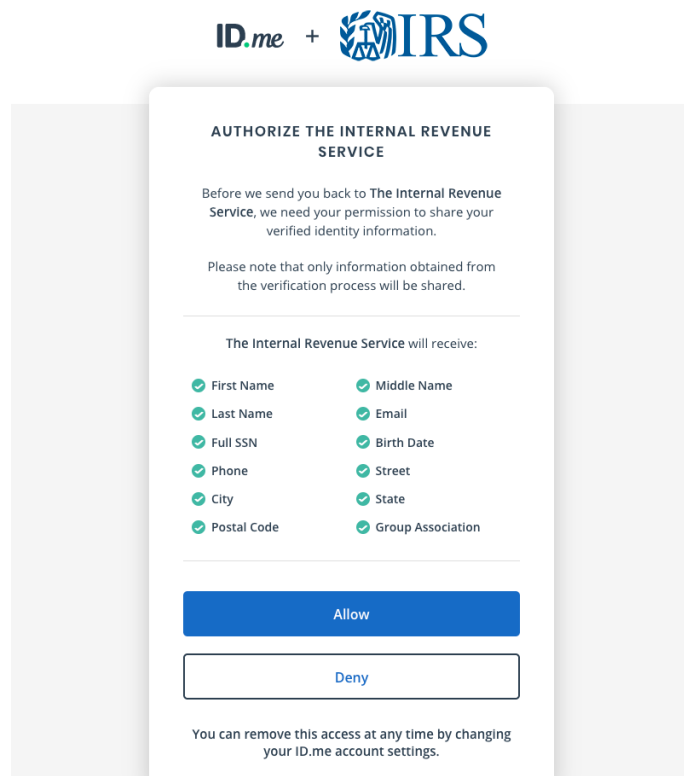 ID.me + IRS
AUTHORIZE THE INTERNAL REVENUE
SERVICE
Before we send you back to The Internal Revenue
Service, we need your permission to share your
verified identity information.
Please note that only information obtained from
the verification process will be shared.
The Internal Revenue Service will receive:
First Name Middle Name
Last Name Email
Full SSN Birth Date
Phone Street
City State
Postal Code Group Association
Allow
Deny
You can remove this access at any time by changing
your ID.me account settings.